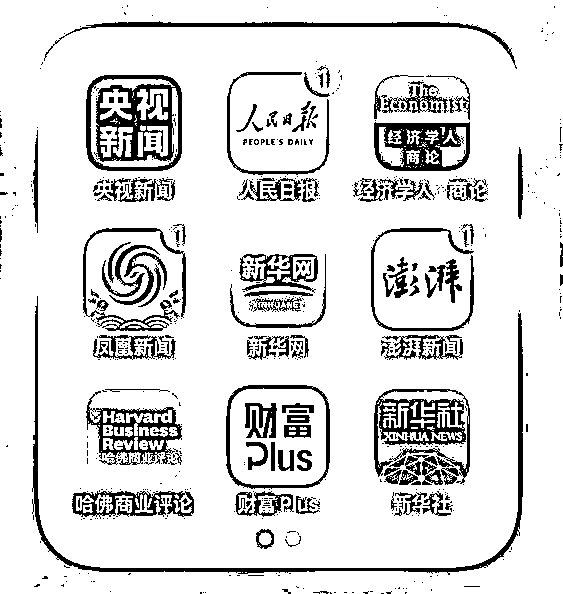 央视
新闻
央视新闻
1
人民日报
PEOPLE'S DAILY
人民日报
The
Economist
经济学人
商论
经济学人·商论
1
凤凰新闻
新华网
XINHUANET
新华网
1
澎湃
澎湃新闻
Harvard
Business
Review
哈佛商业评论
哈佛商业评论
财富
Plus
财富Plus
新华社
XINHUA NEWS
新华社